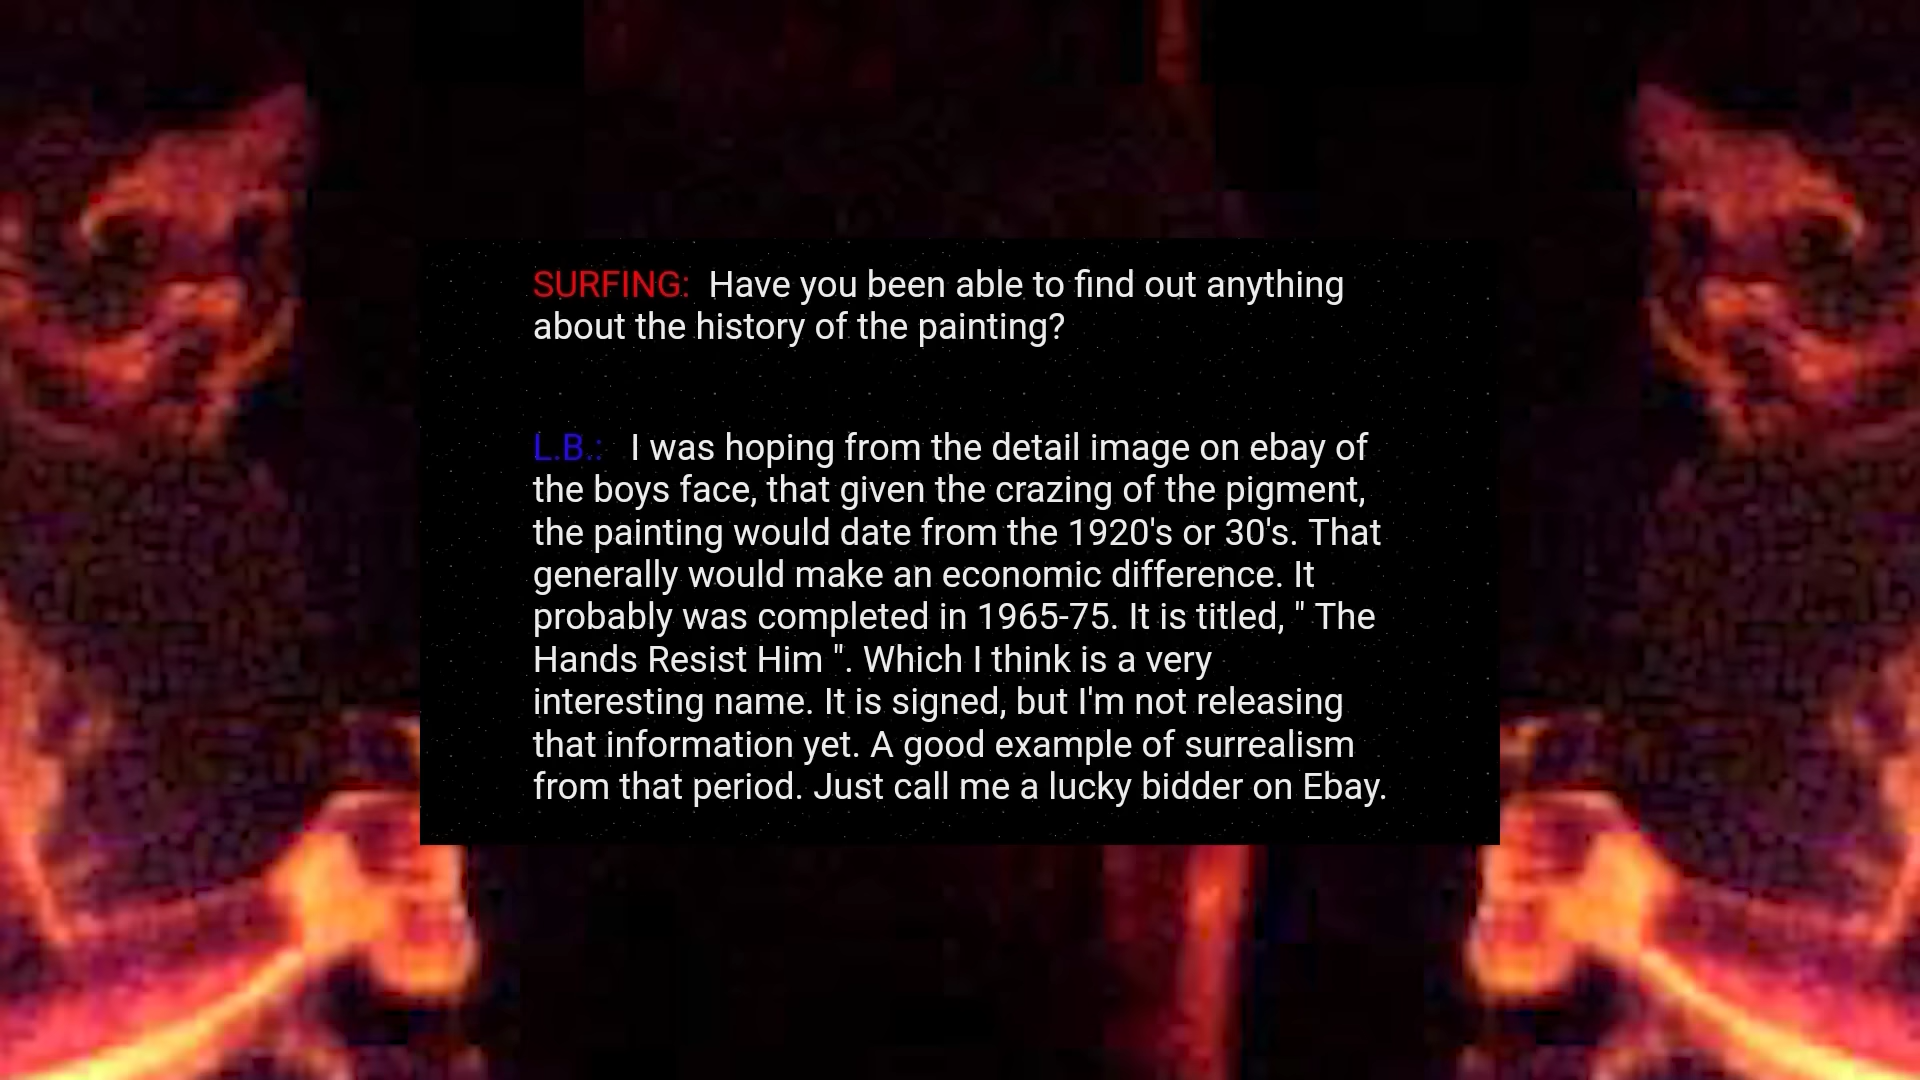 SURFING: Have you been able to find out anything
about the history of the painting?
L.B.: I was hoping from the detail image on ebay of
the boys face, that given the crazing of the pigment,
the painting would date from the 1920's or 30's. That
generally would make an economic difference. It
probably was completed in 1965-75. It is titled, " The
Hands Resist Him ". Which I think is a very
interesting name. It is signed, but I'm not releasing
that information yet. A good example of surrealism
from that period. Just call me a lucky bidder on Ebay.